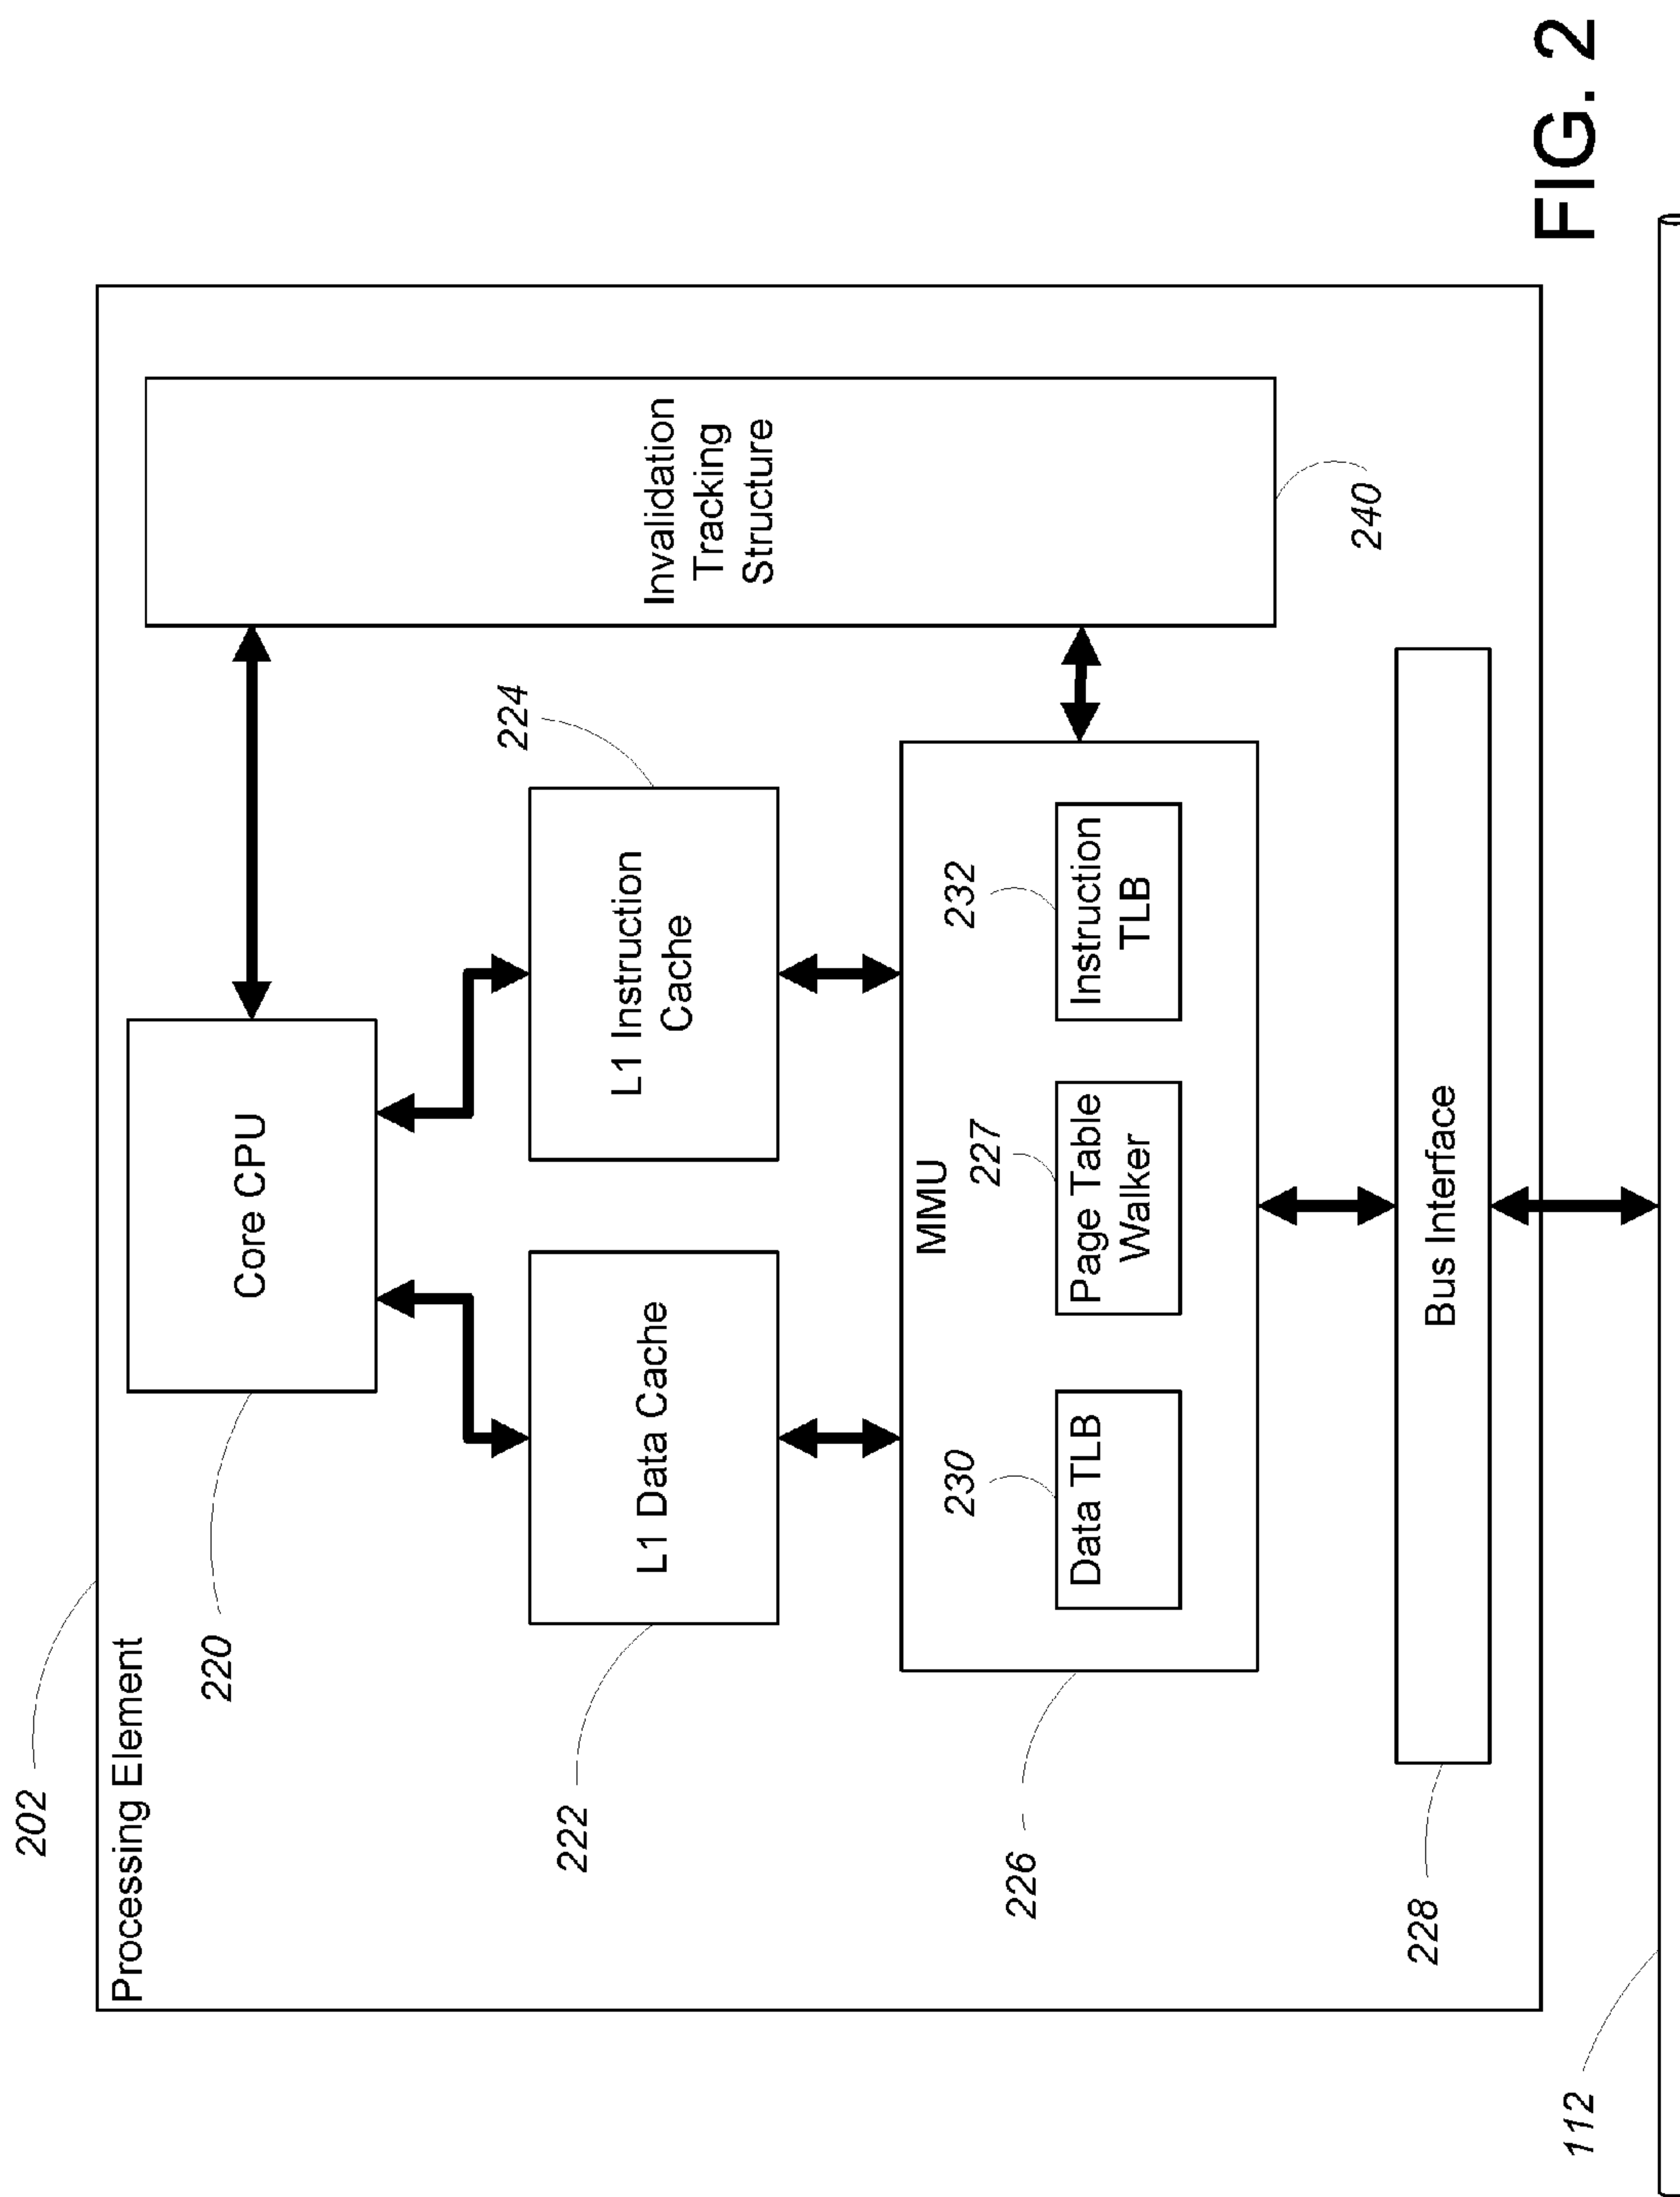 202
Processing Element
220
Core CPU
222
L1 Data Cache
L1 Instruction
Cache
224
Invalidation
Tracking
Structure
240
226
MMU
230
Data TLB
227
Page Table
Walker
232
Instruction
TLB
228
Bus Interface
112
FIG. 2